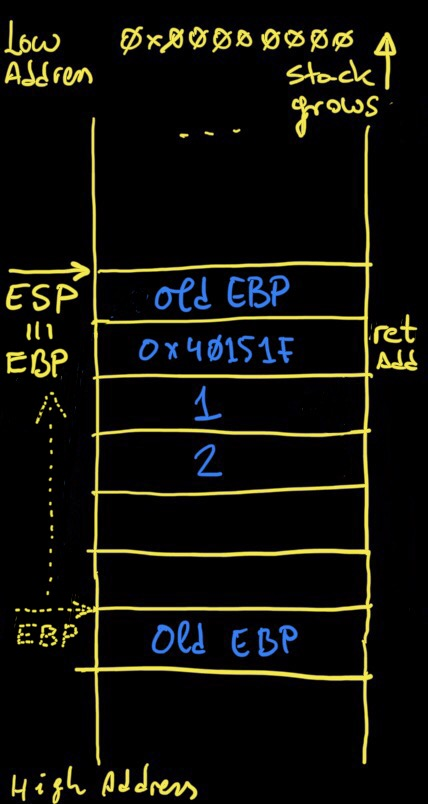 Low 0x00000000
Address
stack
grows
...
ESP
old EBP
III
EBP
0x40151F
ret
Add
1
2
EBP
Old EBP
High Address